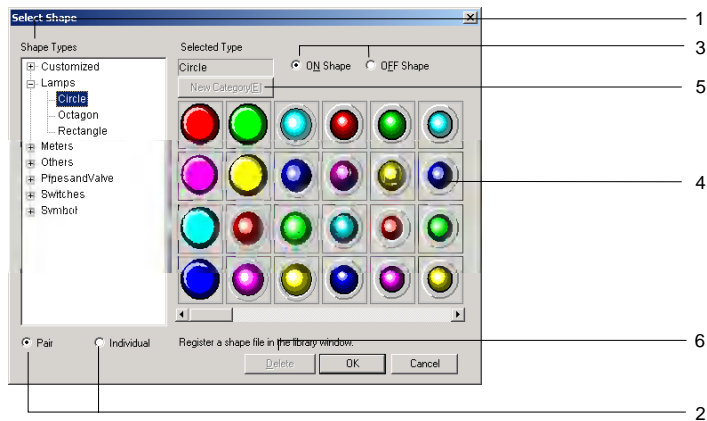 Select Shape
1
Shape Types
Selected Type
3
Customized
Circle
ON Shape
OFF Shape
Lamps
New Category(E)
5
Circle
Octagon
Rectangle
Meters
Others
PipesandValve
4
Switches
Symbol
Pair
Individual
Register a shape file in the library window.
6
Delete
OK
Cancel
2